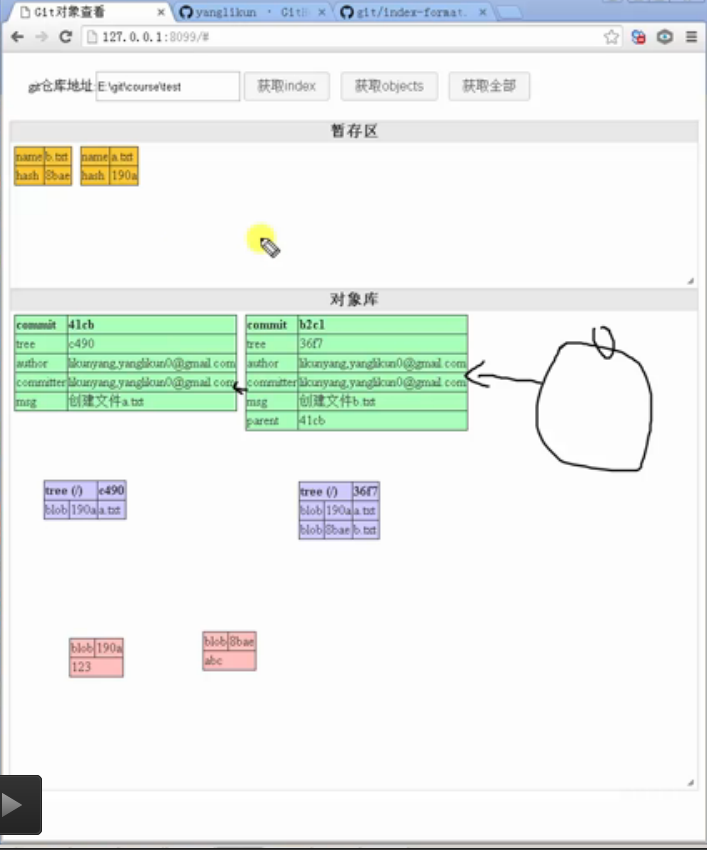 Git对象查看
yanglikun · GitH
git/index-format.
127.0.0.1:8099/#
git仓库地址:E:\git\course\test 获取index 获取objects 获取全部
暂存区
name b.txt name a.txt
hash 8bae hash 190a
对象库
commit 41cb commit b2c1
tree c490 tree 36f7
author likunyang,yanglikun0@gmail.com author likunyang,yanglikun0@gmail.com
committer likunyang,yanglikun0@gmail.com committer likunyang,yanglikun0@gmail.com
msg 创建文件a.txt msg 创建文件b.txt
parent 41cb
tree (/) c490 tree (/) 36f7
blob 190a a.txt blob 190a a.txt
blob 8bae b.txt
blob 190a blob 8bae
123 abc